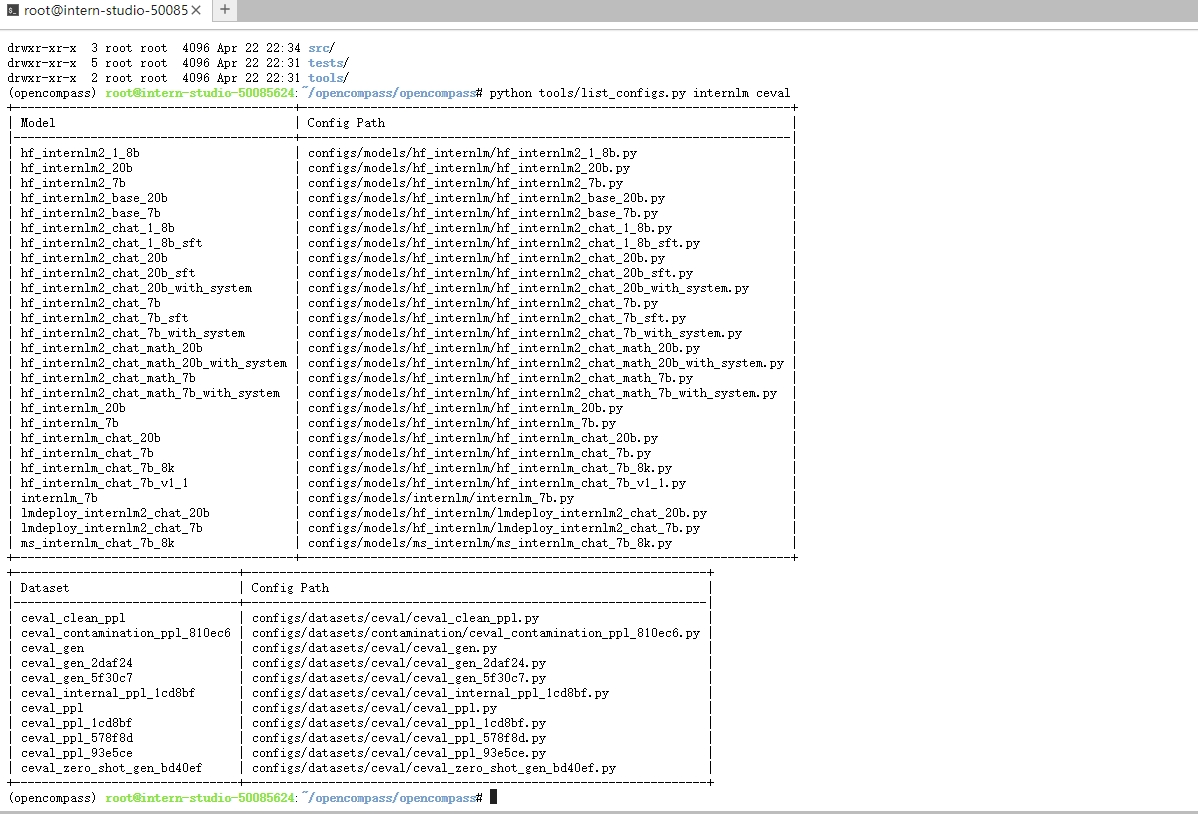 root@intern-studio-50085 × +
drwxr-xr-x 3 root root 4096 Apr 22 22:34 src/
drwxr-xr-x 5 root root 4096 Apr 22 22:31 tests/
drwxr-xr-x 2 root root 4096 Apr 22 22:31 tools/
(opencompass) root@intern-studio-50085624:~/opencompass/opencompass# python tools/list_configs.py internlm ceval
| Model | Config Path |
| hf_internlm2_1_8b | configs/models/hf_internlm/hf_internlm2_1_8b.py |
| hf_internlm2_20b | configs/models/hf_internlm/hf_internlm2_20b.py |
| hf_internlm2_7b | configs/models/hf_internlm/hf_internlm2_7b.py |
| hf_internlm2_base_20b | configs/models/hf_internlm/hf_internlm2_base_20b.py |
| hf_internlm2_base_7b | configs/models/hf_internlm/hf_internlm2_base_7b.py |
| hf_internlm2_chat_1_8b | configs/models/hf_internlm/hf_internlm2_chat_1_8b.py |
| hf_internlm2_chat_1_8b_sft | configs/models/hf_internlm/hf_internlm2_chat_1_8b_sft.py |
| hf_internlm2_chat_20b | configs/models/hf_internlm/hf_internlm2_chat_20b.py |
| hf_internlm2_chat_20b_sft | configs/models/hf_internlm/hf_internlm2_chat_20b_sft.py |
| hf_internlm2_chat_20b_with_system | configs/models/hf_internlm/hf_internlm2_chat_20b_with_system.py |
| hf_internlm2_chat_7b | configs/models/hf_internlm/hf_internlm2_chat_7b.py |
| hf_internlm2_chat_7b_sft | configs/models/hf_internlm/hf_internlm2_chat_7b_sft.py |
| hf_internlm2_chat_7b_with_system | configs/models/hf_internlm/hf_internlm2_chat_7b_with_system.py |
| hf_internlm2_chat_math_20b | configs/models/hf_internlm/hf_internlm2_chat_math_20b.py |
| hf_internlm2_chat_math_20b_with_system | configs/models/hf_internlm/hf_internlm2_chat_math_20b_with_system.py |
| hf_internlm2_chat_math_7b | configs/models/hf_internlm/hf_internlm2_chat_math_7b.py |
| hf_internlm2_chat_math_7b_with_system | configs/models/hf_internlm/hf_internlm2_chat_math_7b_with_system.py |
| hf_internlm_20b | configs/models/hf_internlm/hf_internlm_20b.py |
| hf_internlm_7b | configs/models/hf_internlm/hf_internlm_7b.py |
| hf_internlm_chat_20b | configs/models/hf_internlm/hf_internlm_chat_20b.py |
| hf_internlm_chat_7b | configs/models/hf_internlm/hf_internlm_chat_7b.py |
| hf_internlm_chat_7b_8k | configs/models/hf_internlm/hf_internlm_chat_7b_8k.py |
| hf_internlm_chat_7b_v1_1 | configs/models/hf_internlm/hf_internlm_chat_7b_v1_1.py |
| internlm_7b | configs/models/internlm/internlm_7b.py |
| lmdeploy_internlm2_chat_20b | configs/models/hf_internlm/lmdeploy_internlm2_chat_20b.py |
| lmdeploy_internlm2_chat_7b | configs/models/hf_internlm/lmdeploy_internlm2_chat_7b.py |
| ms_internlm_chat_7b_8k | configs/models/ms_internlm/ms_internlm_chat_7b_8k.py |
| Dataset | Config Path |
| ceval_clean_ppl | configs/datasets/ceval/ceval_clean_ppl.py |
| ceval_contamination_ppl_810ec6 | configs/datasets/contamination/ceval_contamination_ppl_810ec6.py |
| ceval_gen | configs/datasets/ceval/ceval_gen.py |
| ceval_gen_2daf24 | configs/datasets/ceval/ceval_gen_2daf24.py |
| ceval_gen_5f30c7 | configs/datasets/ceval/ceval_gen_5f30c7.py |
| ceval_internal_ppl_1cd8bf | configs/datasets/ceval/ceval_internal_ppl_1cd8bf.py |
| ceval_ppl | configs/datasets/ceval/ceval_ppl.py |
| ceval_ppl_1cd8bf | configs/datasets/ceval/ceval_ppl_1cd8bf.py |
| ceval_ppl_578f8d | configs/datasets/ceval/ceval_ppl_578f8d.py |
| ceval_ppl_93e5ce | configs/datasets/ceval/ceval_ppl_93e5ce.py |
| ceval_zero_shot_gen_bd40ef | configs/datasets/ceval/ceval_zero_shot_gen_bd40ef.py |
(opencompass) root@intern-studio-50085624:~/opencompass/opencompass#